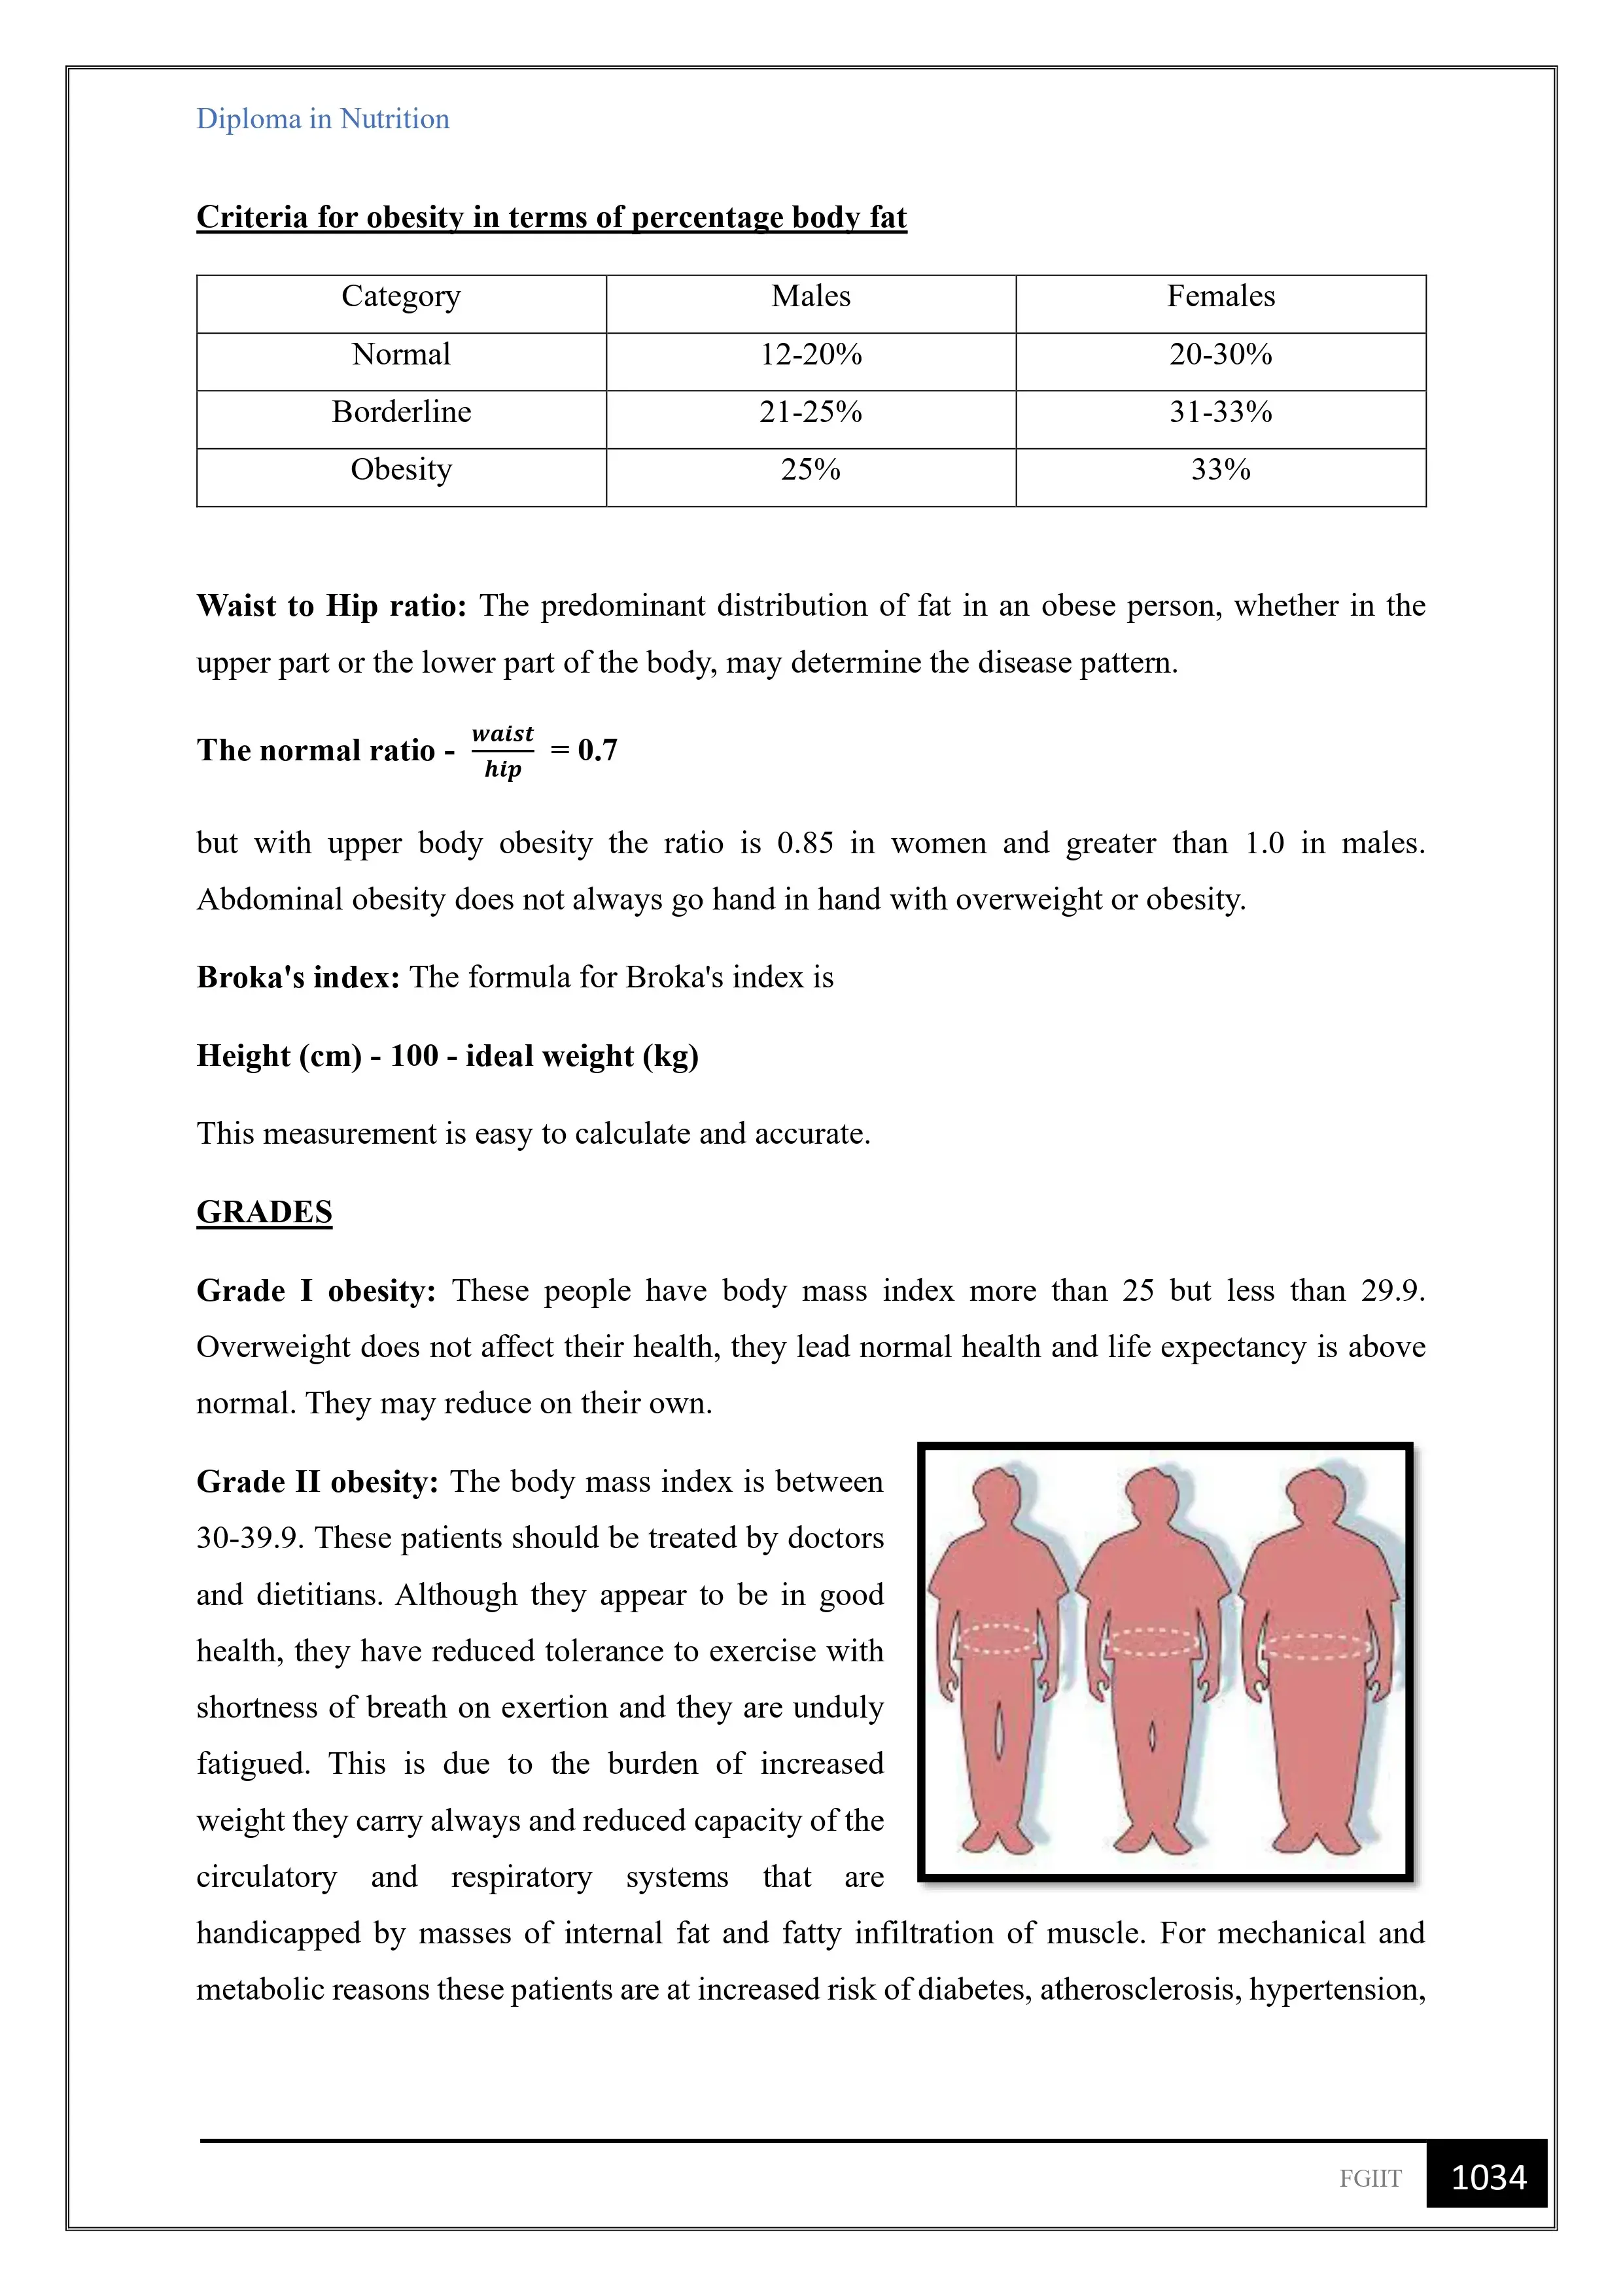 Diploma in Nutrition
Criteria for obesity in terms of percentage body fat
Category Males Females
Normal 12-20% 20-30%
Borderline 21-25% 31-33%
Obesity 25% 33%
Waist to Hip ratio: The predominant distribution of fat in an obese person, whether in the
upper part or the lower part of the body, may determine the disease pattern.
The normal ratio - waist/hip = 0.7
but with upper body obesity the ratio is 0.85 in women and greater than 1.0 in males.
Abdominal obesity does not always go hand in hand with overweight or obesity.
Broka's index: The formula for Broka's index is
Height (cm) - 100 - ideal weight (kg)
This measurement is easy to calculate and accurate.
GRADES
Grade I obesity: These people have body mass index more than 25 but less than 29.9.
Overweight does not affect their health, they lead normal health and life expectancy is above
normal. They may reduce on their own.
Grade II obesity: The body mass index is between
30-39.9. These patients should be treated by doctors
and dietitians. Although they appear to be in good
health, they have reduced tolerance to exercise with
shortness of breath on exertion and they are unduly
fatigued. This is due to the burden of increased
weight they carry always and reduced capacity of the
circulatory and respiratory systems that are
handicapped by masses of internal fat and fatty infiltration of muscle. For mechanical and
metabolic reasons these patients are at increased risk of diabetes, atherosclerosis, hypertension,
FGIIT 1034